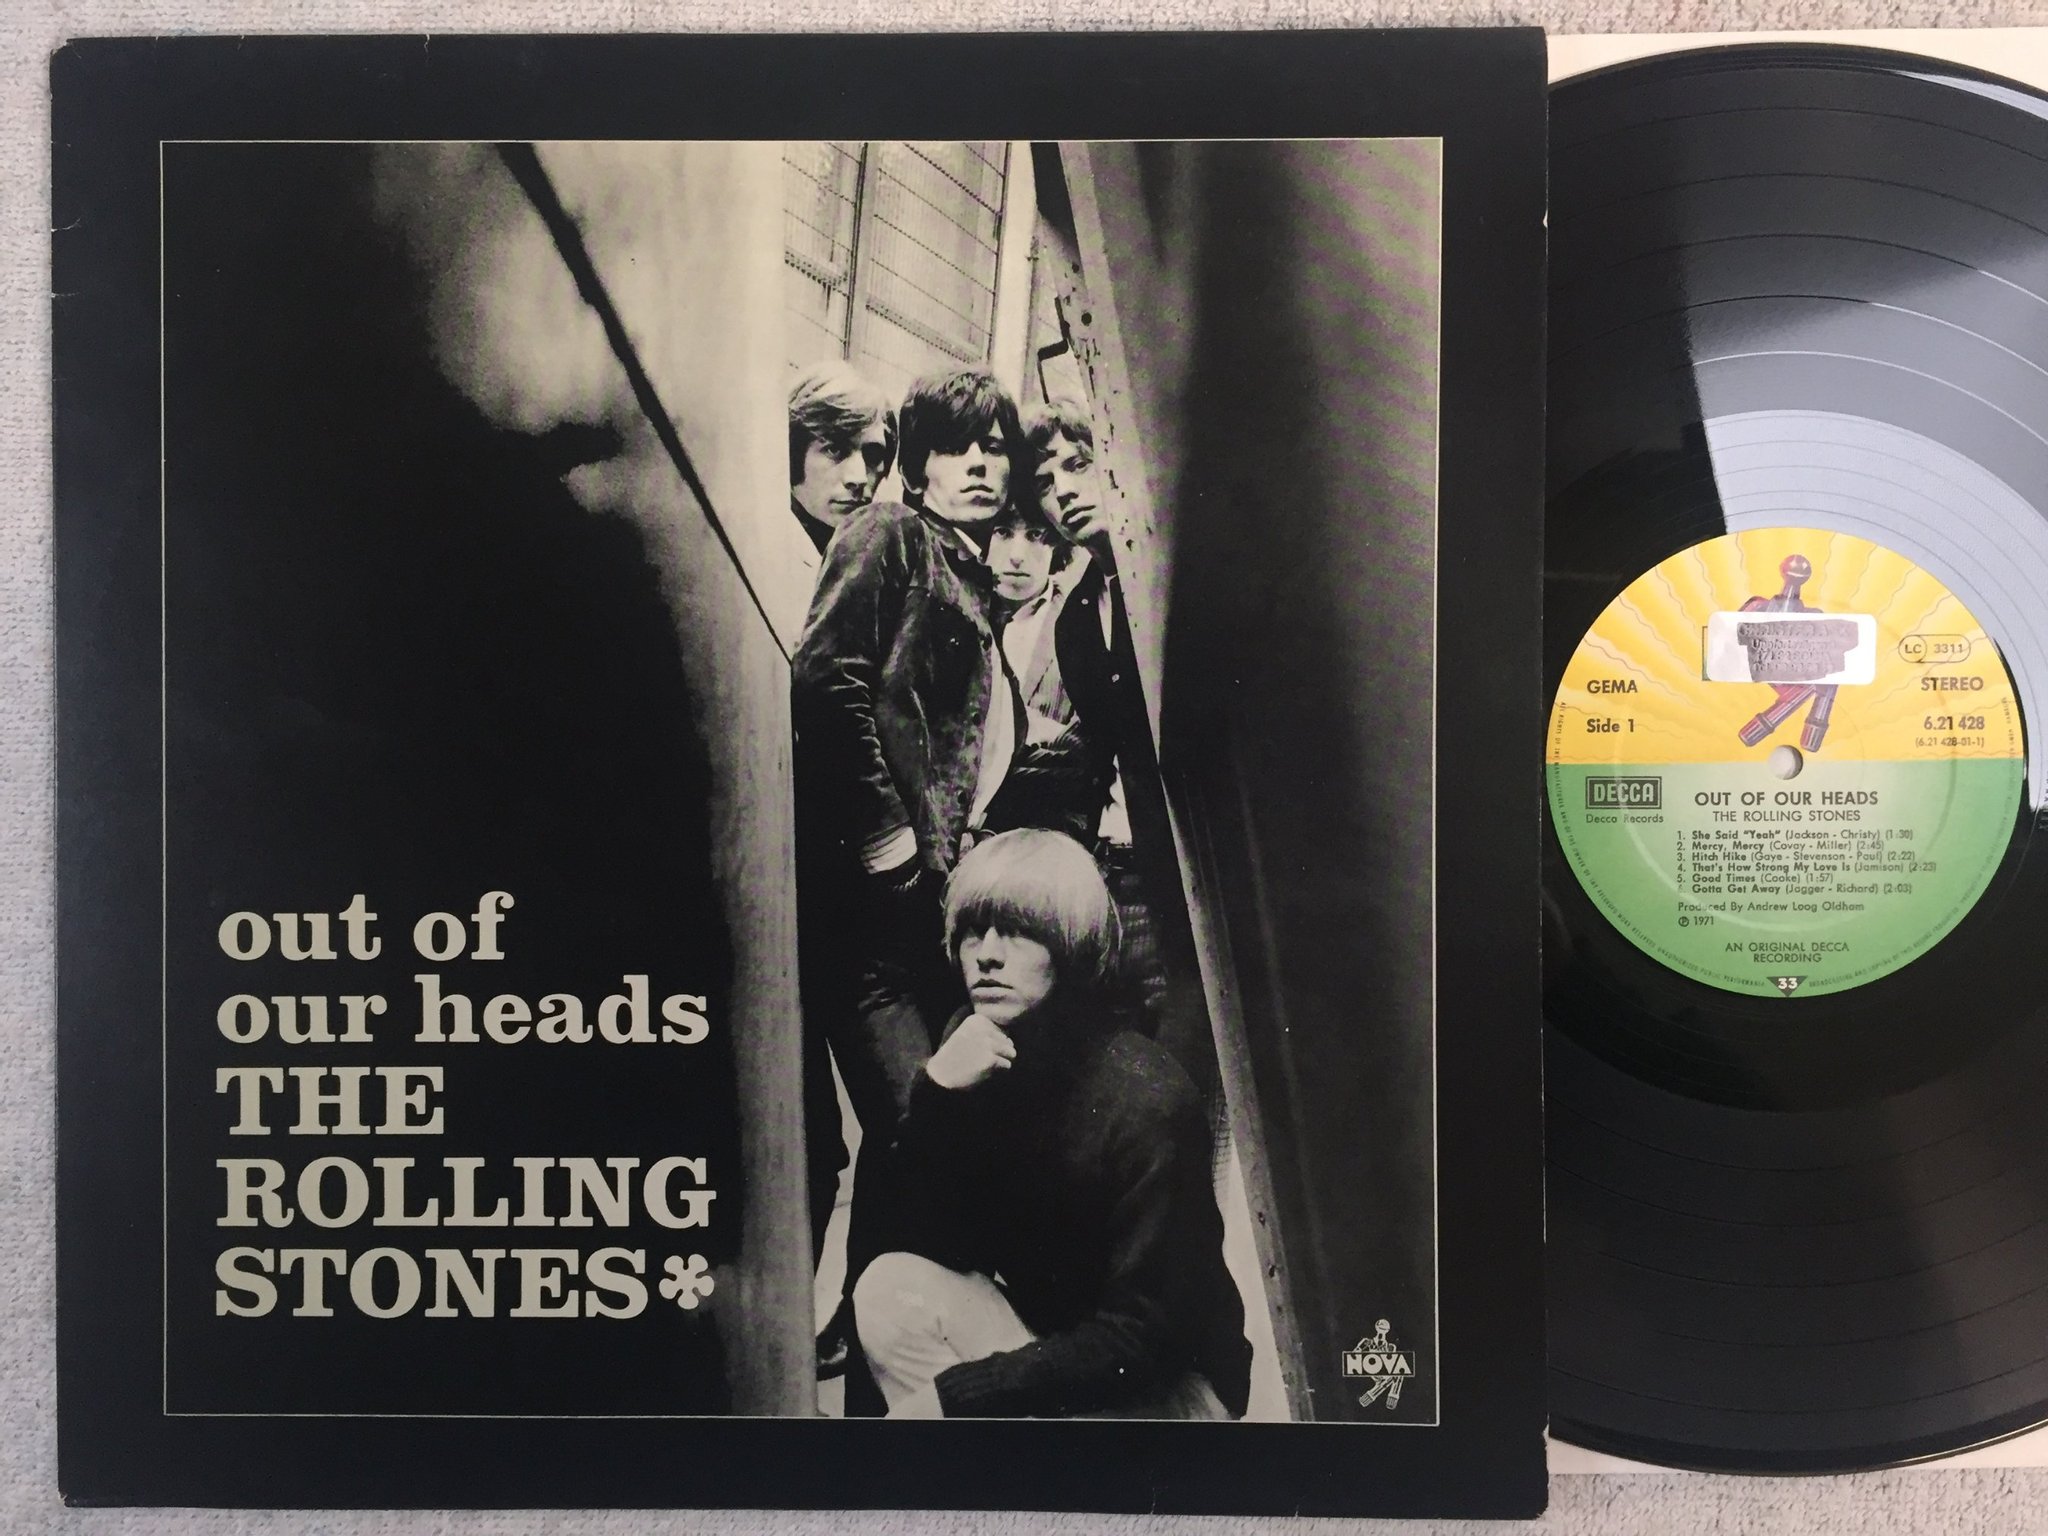 out of
our heads
THE
ROLLING
STONES*
NOVA
LC 3311
GEMA
STEREO
Side 1
6.21 428
(6.21 428-01-1)
DECCA
Decca Records
OUT OF OUR HEADS
THE ROLLING STONES
1. She Said "Yeah" (Jackson - Christy) (1:30)
2. Mercy, Mercy (Covay - Miller) (2:45)
3. Hitch Hike (Gaye - Stevenson - Paul) (2:22)
4. That's How Strong My Love Is (Jamison) (2:23)
5. Good Times (Cooke) (1:57)
6. Gotta Get Away (Jagger - Richard) (2:03)
Produced By Andrew Loog Oldham
℗ 1971
AN ORIGINAL DECCA
RECORDING
33